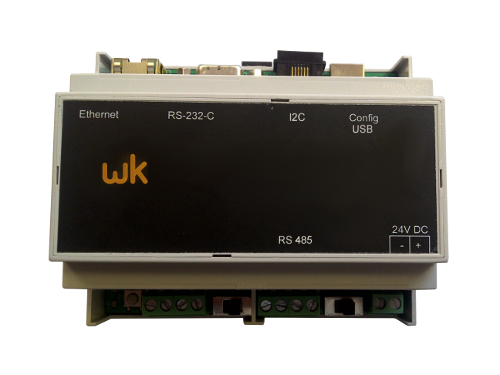 Ethernet
RS-232-C
I2C
Config
USB
wk
RS 485
24V DC
- +